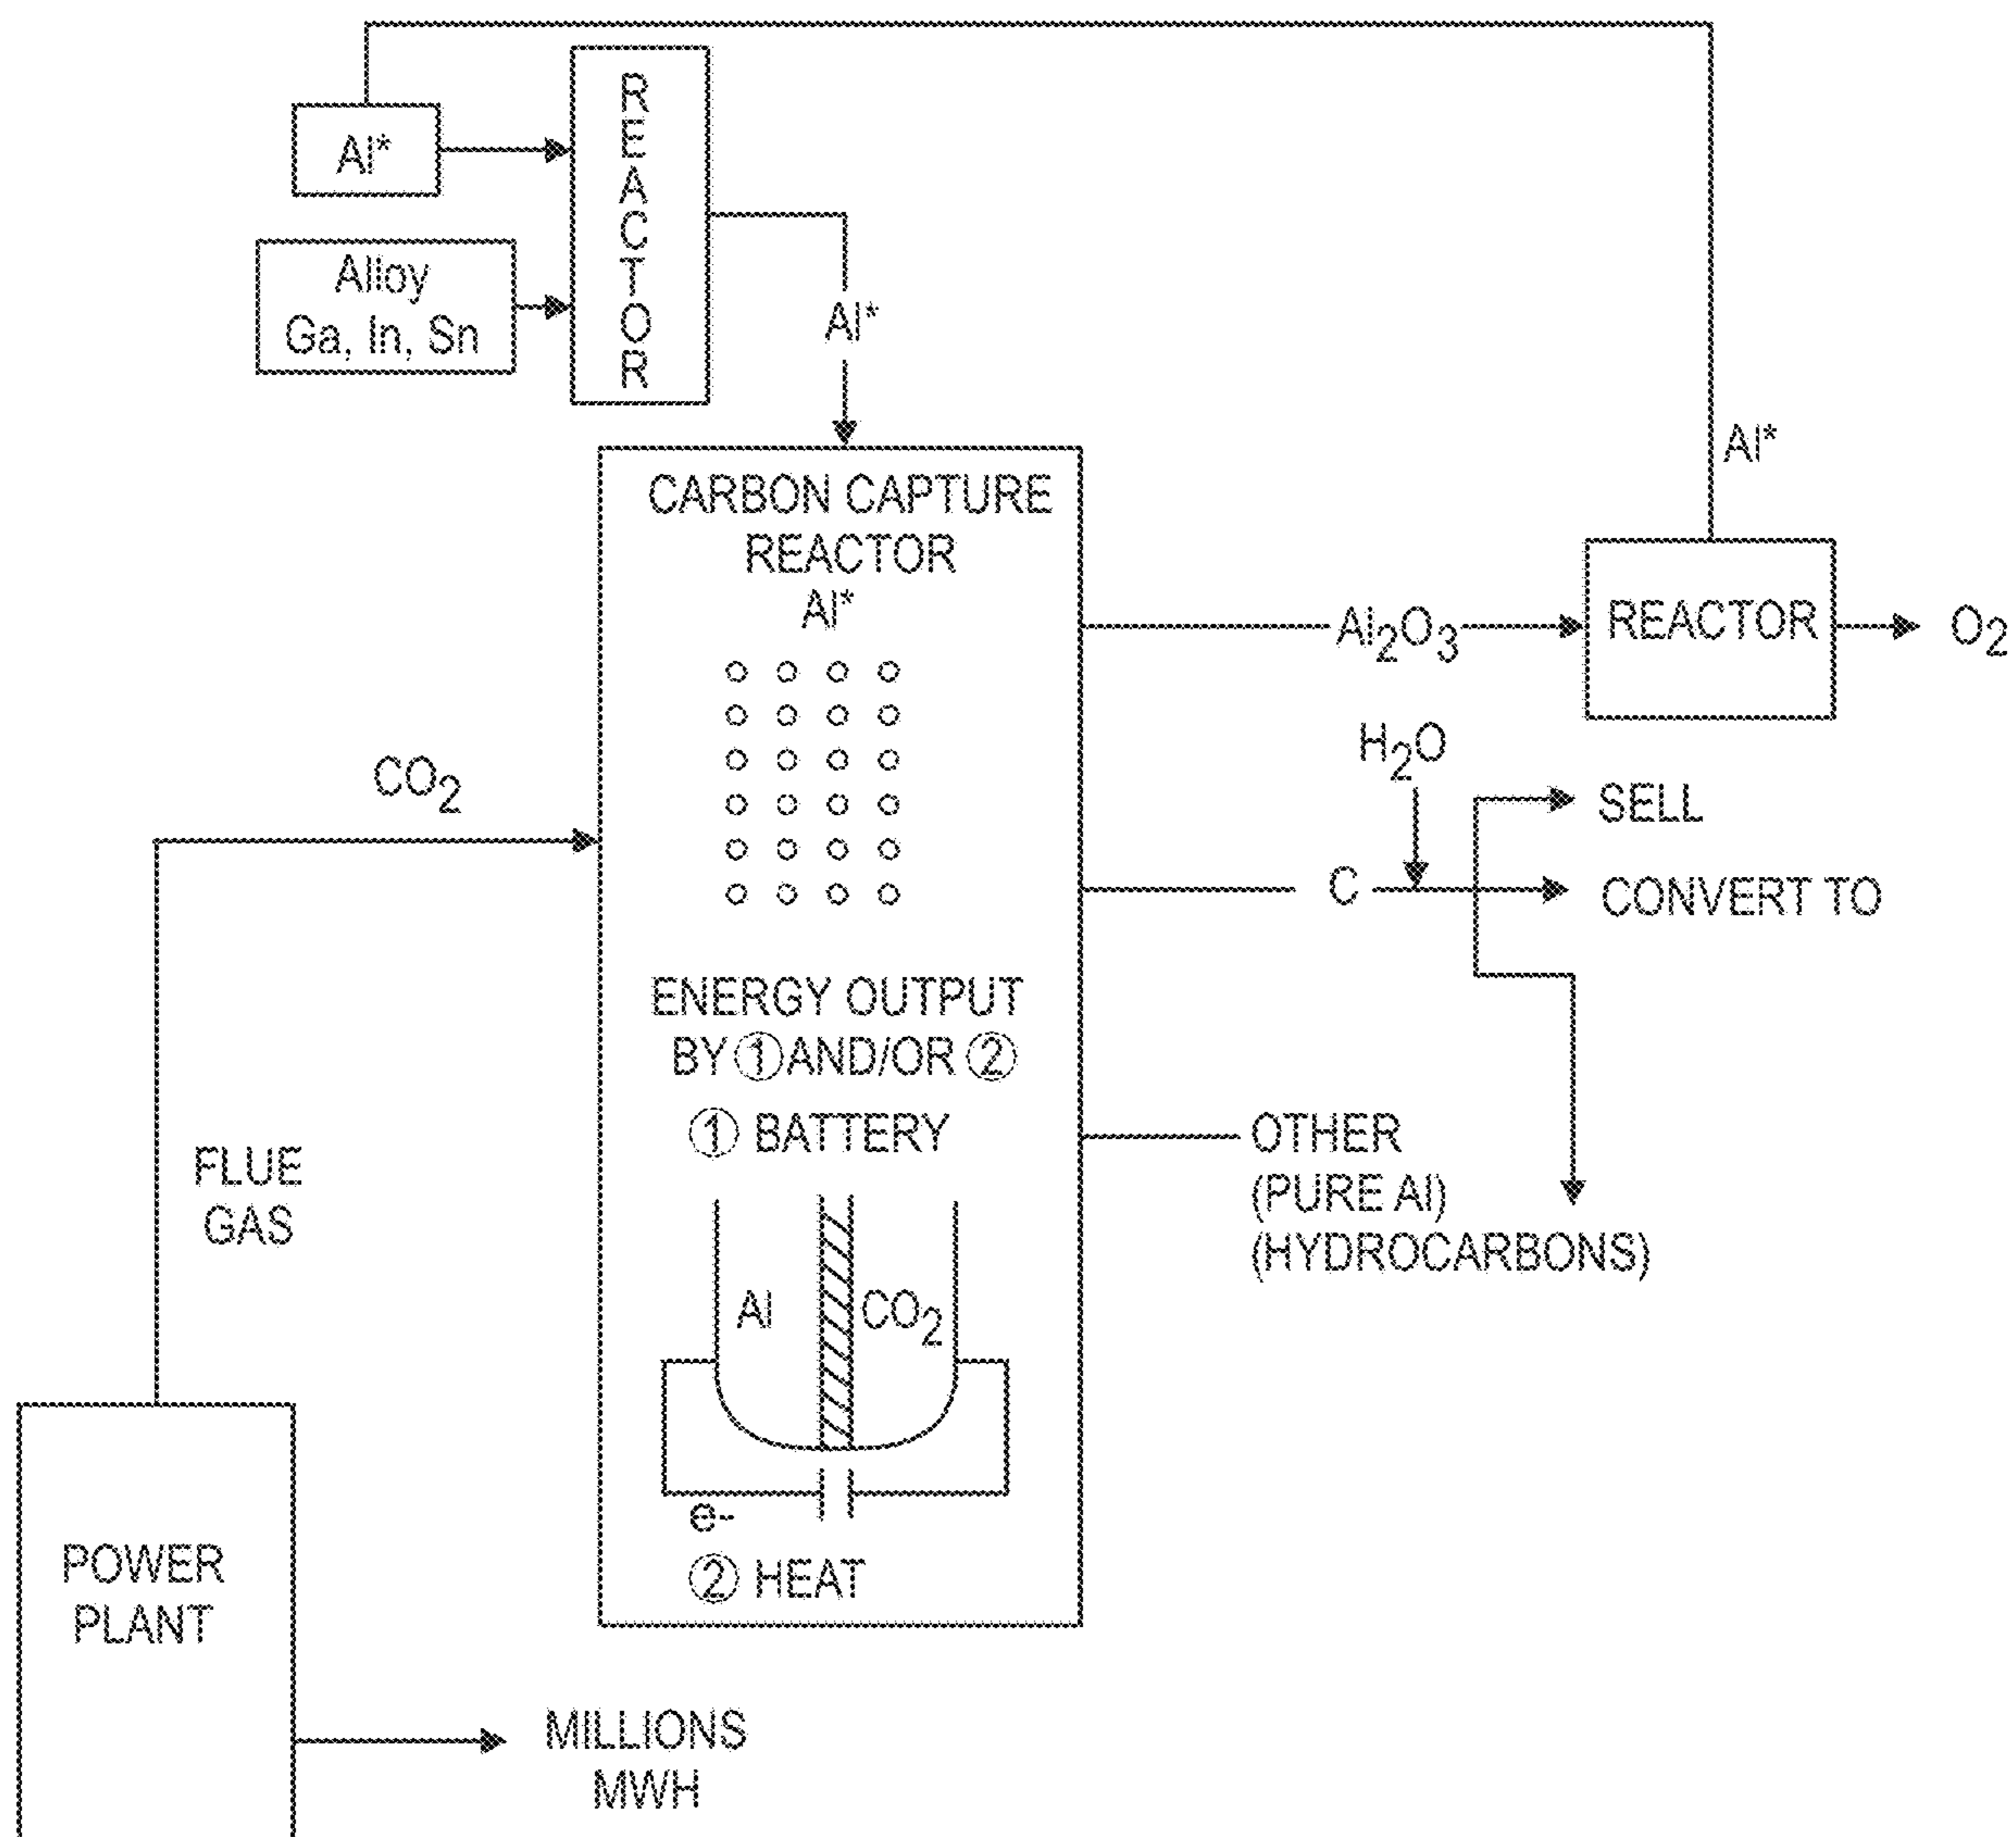 Al*
REACTOR
Alloy
Ga, In, Sn
Al*
Al*
CARBON CAPTURE
REACTOR
Al*
Al₂O₃
REACTOR
O₂
H₂O
CO₂
SELL
C
CONVERT TO
ENERGY OUTPUT
BY ① AND/OR ②
① BATTERY
OTHER
(PURE Al)
(HYDROCARBONS)
FLUE
GAS
Al
CO₂
e-
② HEAT
POWER
PLANT
MILLIONS
MWH